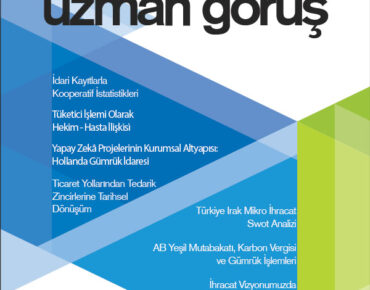 uzman görüş
İdari Kayıtlarla
Kooperatif İstatistikleri
Tüketici İşlemi Olarak
Hekim - Hasta İlişkisi
Yapay Zekâ Projelerinin Kurumsal Altyapısı:
Hollanda Gümrük İdaresi
Ticaret Yollarından Tedarik
Zincirlerine Tarihsel
Dönüşüm
Türkiye Irak Mikro İhracat
Swot Analizi
AB Yeşil Mutabakatı, Karbon Vergisi
ve Gümrük İşlemleri
İhracat Vizyonumuzda